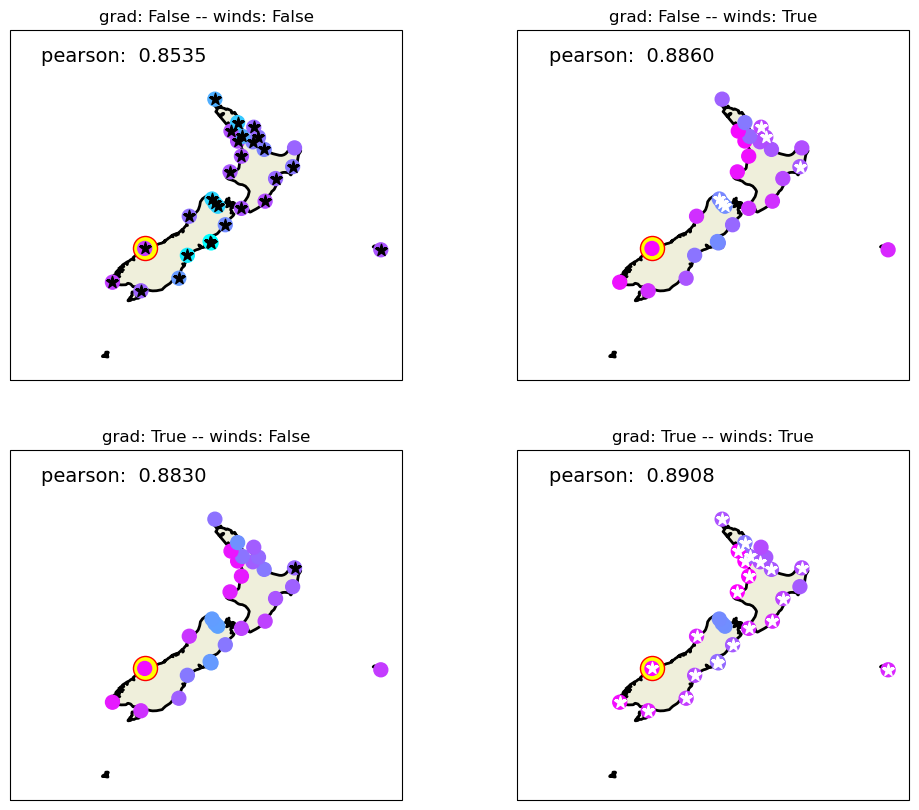 grad: False -- winds: False
pearson:  0.8535
grad: False -- winds: True
pearson:  0.8860
grad: True -- winds: False
pearson:  0.8830
grad: True -- winds: True
pearson:  0.8908